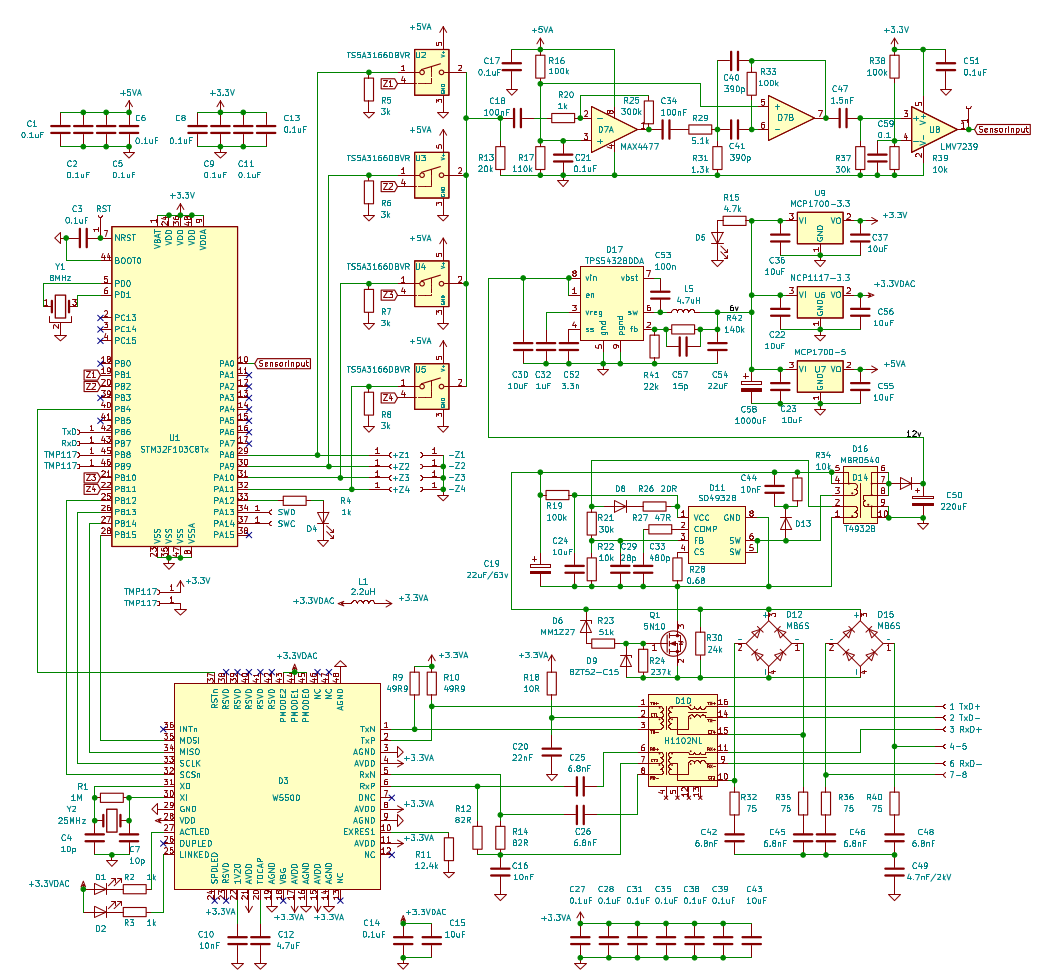 +5VA
TS5A3166DBVR U2
Z1
R5
3k
TS5A3166DBVR U3
+5VA
Z2
R6
3k
+5VA
TS5A3166DBVR U4
Z3
R7
3k
+5VA
TS5A3166DBVR U5
Z4
R8
3k
+5VA
C1
0.1uF
C6
0.1uF
C2
0.1uF
C5
0.1uF
+3.3V
C8
0.1uF
C13
0.1uF
C9
0.1uF
C11
0.1uF
C17
0.1uF
+5VA
R16
100k
C18
100nF
R20
1k
R25
300k
C34
100nF
D7A
MAX4477
R13
20k
R17
110k
C21
0.1uF
R29
5.1k
R31
1.3k
C40
390p
R33
100k
C41
390p
D7B
C47
1.5nF
+3.3V
R38
100k
C51
0.1uF
C59
0.1
U8
LMV7239
SensorInput
R37
30k
R39
10k
C3
0.1uF
RST
+3.3V
Y1
8MHz
NRST
BOOT0
PD0
PD1
PC13
PC14
PC15
PB0
PB1
PB2
PB3
PB4
PB5
PB6
PB7
PB8
PB9
PB10
PB11
PB12
PB13
PB14
PB15
VBAT
VDD
VDD
VDD
VDDA
U1
STM32F103C8Tx
PA0
PA1
PA2
PA3
PA4
PA5
PA6
PA7
PA8
PA9
PA10
PA11
PA12
PA13
PA14
PA15
VSS
VSS
VSS
VSSA
SensorInput
Z1
Z2
TxD
RxD
TMP117
TMP117
Z3
Z4
+Z1
-Z1
+Z2
-Z2
+Z3
-Z3
+Z4
-Z4
R4
1k
SWD
SWC
D4
TMP117
+3.3V
TMP117
L1
2.2uH
+3.3VDAC
+3.3VA
R15
4.7k
D5
U9
MCP1700-3.3
VI
VO
GND
+3.3V
C36
10uF
C37
10uF
NCP1117-3.3
U6
VI
VO
GND
+3.3VDAC
C22
10uF
C56
10uF
MCP1700-5
U7
VI
VO
GND
+5VA
C58
1000uF
C23
10uF
C55
10uF
D17
TPS5432BDDA
vin
en
vreg
ss
vbst
sw
fb
gnd
pgnd
C53
100n
L5
4.7uH
6v
R42
140k
C30
10uF
C32
1uF
C52
3.3n
R41
22k
C57
15p
C54
22uF
12v
R19
100k
D8
R26 20R
R27 47R
R21
30k
R22
10k
C24
10uF
C29
28p
C33
480p
C19
22uF/63v
D11
SD4932B
VCC
COMP
FB
CS
GND
SW
SW
R28
0.68
C44
10nF
R34
10k
D13
D16
MBR0540
D14
T4932B
C50
220uF
D6
MM1Z27
R23
51k
D9
BZT52-C15
R24
237k
Q1
5N10
R30
24k
D12
MB6S
D15
MB6S
+3.3VDAC
RSTn
RSVD
RSVD
RSVD
RSVD
RSVD
PMODE2
PMODE1
PMODE0
NC
NC
AGND
INTn
MOSI
MISO
SCLK
SCSn
XO
XI
GND
VDD
ACTLED
DUPLED
LINKED
D3
W5500
TxN
TxP
AGND
AVDD
RxN
RxP
DNC
AVDD
AGND
EXRES1
AVDD
NC
SPDLED
RSVD
1V2O
AVDD
TOCAP
AGND
VBG
AVDD
AGND
AVDD
AGND
NC
R1
1M
Y2
25MHz
C4
10p
C7
10p
+3.3V
+3.3VDAC
D1
R2
1k
D2
R3
1k
+3.3VA
+3.3VA
+3.3VA
C10
10nF
C12
4.7uF
+3.3VA
R9
49R9
R10
49R9
+3.3VA
+3.3VA
+3.3VA
R11
12.4k
R12
82R
R14
82R
C16
10nF
+3.3VA
R18
10R
C20
22nF
C25
6.8nF
C26
6.8nF
D10
H1102NL
1 TxD+
2 TxD-
3 RxD+
4-5
6 RxD-
7-8
R32
75
R35
75
R36
75
R40
75
C42
6.8nF
C45
6.8nF
C46
6.8nF
C48
6.8nF
C49
4.7nF/2kV
+3.3VDAC
C14
0.1uF
C15
10uF
+3.3VA
C27
0.1uF
C28
0.1uF
C31
0.1uF
C35
0.1uF
C38
0.1uF
C39
0.1uF
C43
10uF